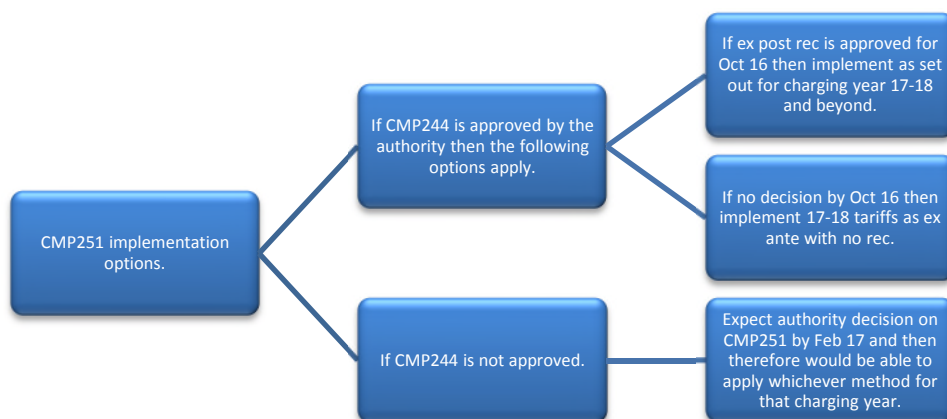 CMP251 implementation
options.
If CMP244 is approved by the
authority then the following
options apply.
If ex post rec is approved for
Oct 16 then implement as set
out for charging year 17-18
and beyond.
If no decision by Oct 16 then
implement 17-18 tariffs as ex
ante with no rec.
If CMP244 is not approved.
Expect authority decision on
CMP251 by Feb 17 and then
therefore would be able to
apply whichever method for
that charging year.